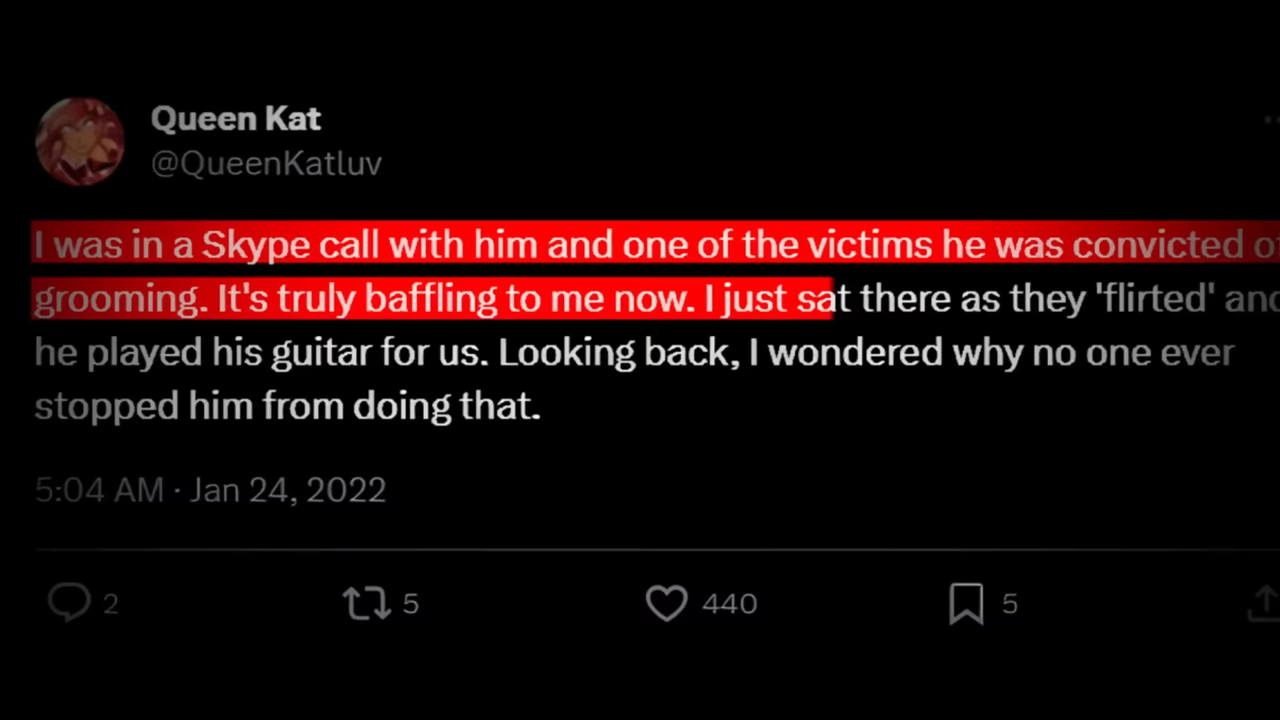 Queen Kat
@QueenKatluv
I was in a Skype call with him and one of the victims he was convicted of
grooming. It's truly baffling to me now. I just sat there as they 'flirted' and
he played his guitar for us. Looking back, I wondered why no one ever
stopped him from doing that.
5:04 AM · Jan 24, 2022
2 5 440 5